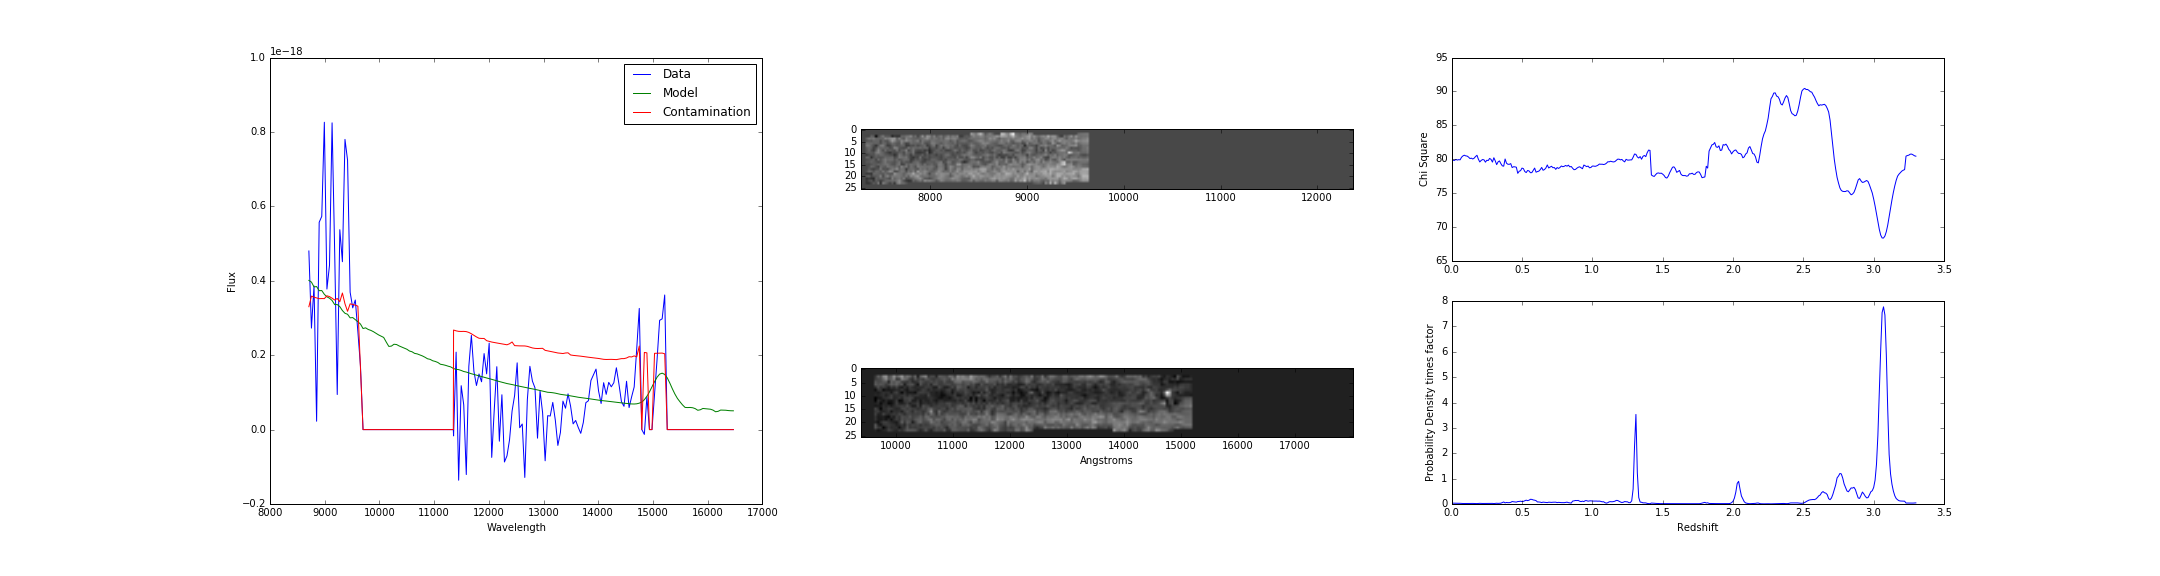 1e−18
1.0
0.8
0.6
0.4
0.2
0.0
−0.2
Flux
8000 9000 10000 11000 12000 13000 14000 15000 16000 17000
Wavelength
Data
Model
Contamination
0
5
10
15
20
25
8000 9000 10000 11000 12000
0
5
10
15
20
25
10000 11000 12000 13000 14000 15000 16000 17000
Angstroms
95
90
85
80
75
70
65
Chi Square
0.0 0.5 1.0 1.5 2.0 2.5 3.0 3.5
8
7
6
5
4
3
2
1
0
Probability Density times factor
0.0 0.5 1.0 1.5 2.0 2.5 3.0 3.5
Redshift